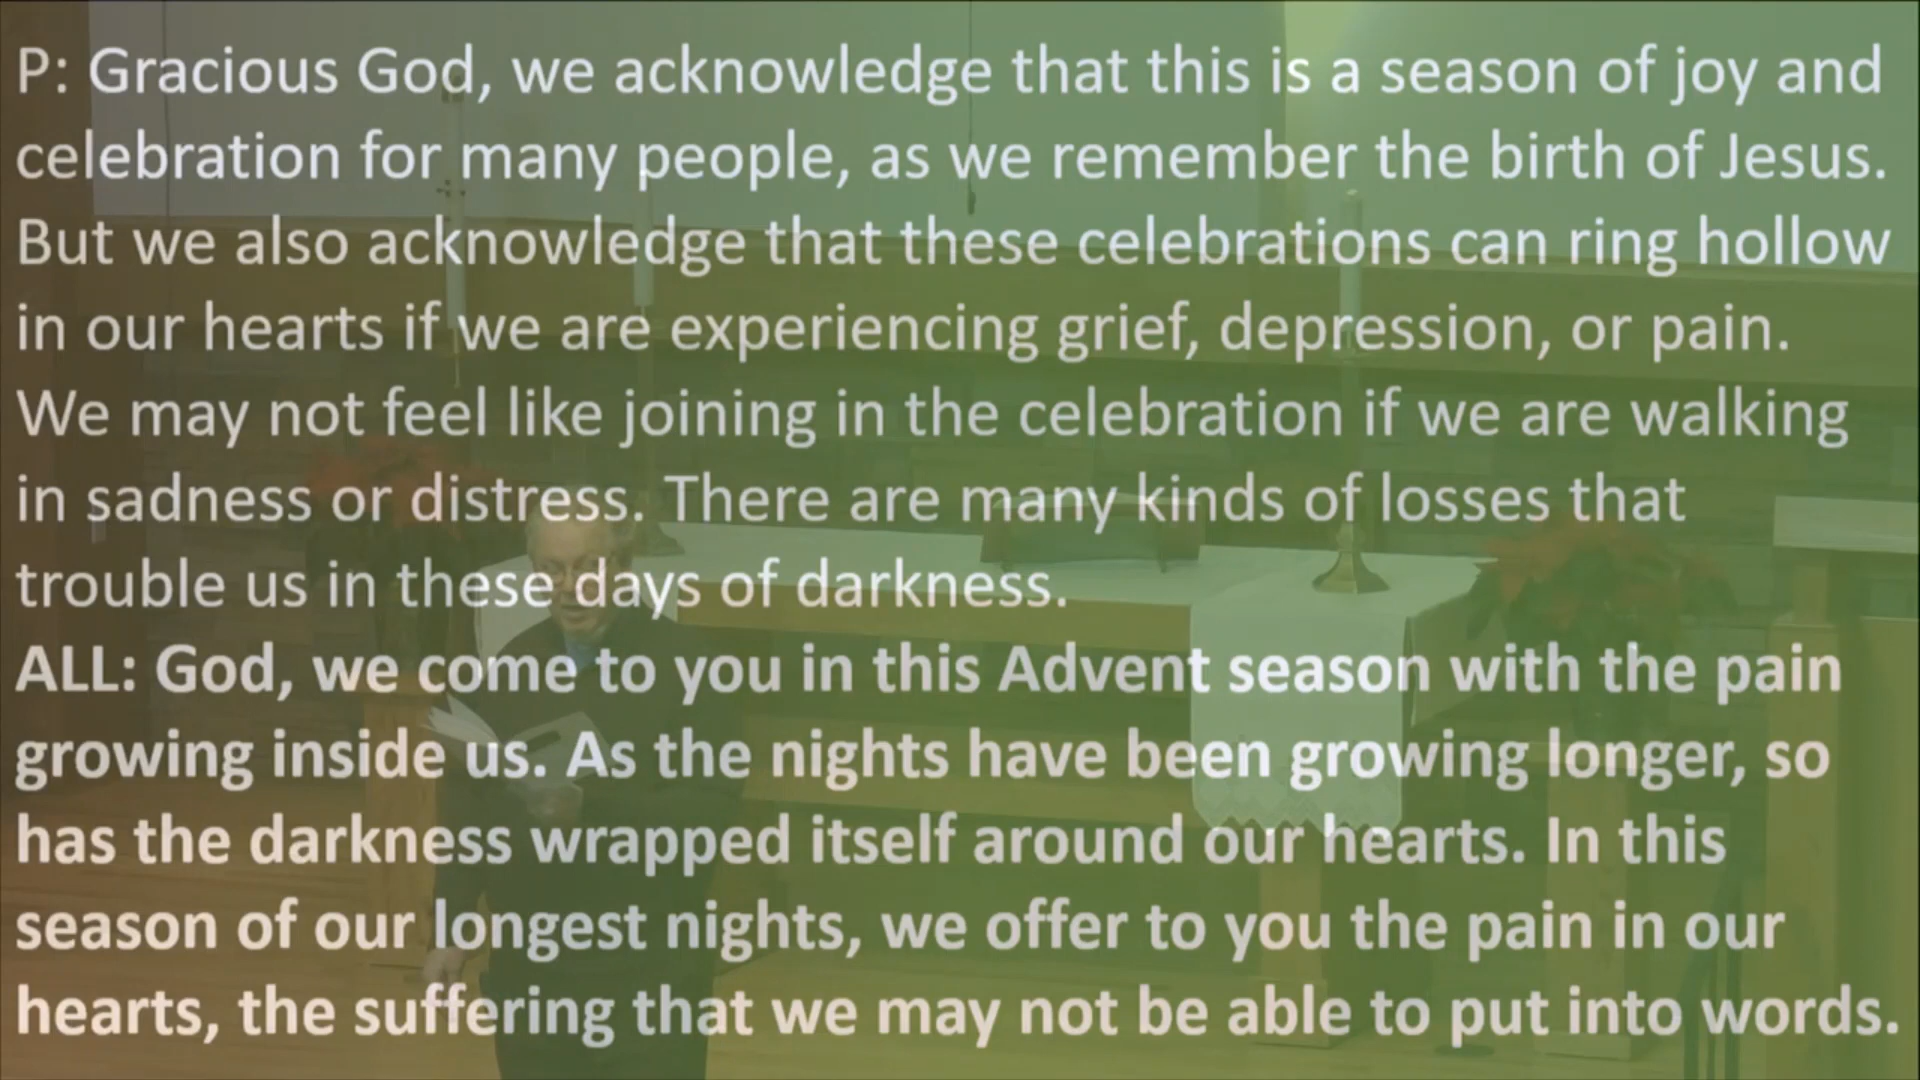 P: Gracious God, we acknowledge that this is a season of joy and
celebration for many people, as we remember the birth of Jesus.
But we also acknowledge that these celebrations can ring hollow
in our hearts if we are experiencing grief, depression, or pain.
We may not feel like joining in the celebration if we are walking
in sadness or distress. There are many kinds of losses that
trouble us in these days of darkness.
ALL: God, we come to you in this Advent season with the pain
growing inside us. As the nights have been growing longer, so
has the darkness wrapped itself around our hearts. In this
season of our longest nights, we offer to you the pain in our
hearts, the suffering that we may not be able to put into words.